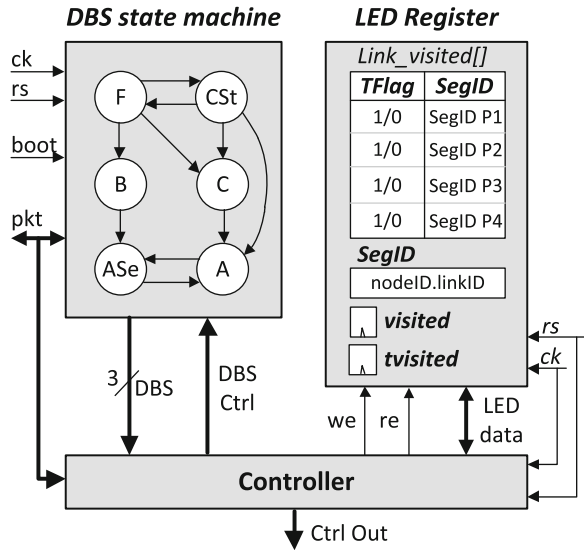 DBS state machine
ck
rs
boot
pkt
F
CSt
B
C
ASe
A
3
DBS
DBS
Ctrl
LED Register
Link_visited[]
TFlag SegID
1/0 SegID P1
1/0 SegID P2
1/0 SegID P3
1/0 SegID P4
SegID
nodeID.linkID
visited
tvisited
rs
ck
we
re
LED
data
Controller
Ctrl Out